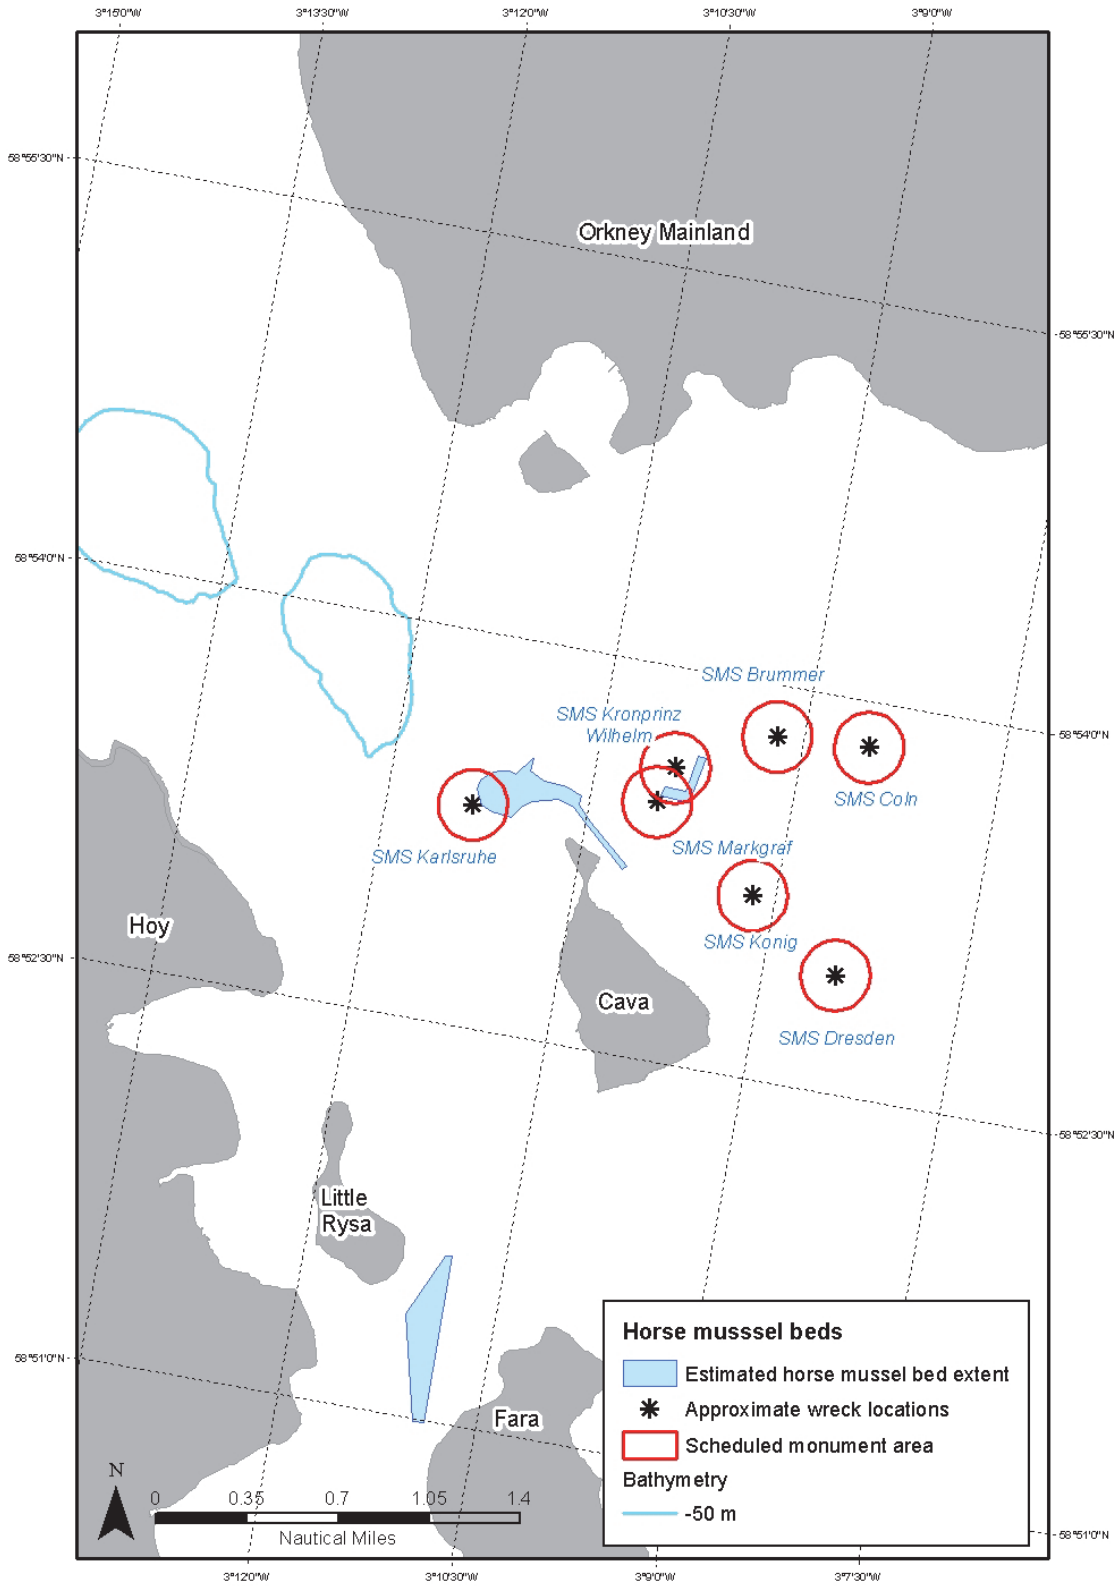 3°15'0"W
3°13'30"W
3°12'0"W
3°10'30"W
3°9'0"W
58°55'30"N
Orkney Mainland
58°55'30"N
58°54'0"N
SMS Brummer
SMS Kronprinz
Wilhelm
58°54'0"N
SMS Coln
SMS Markgraf
SMS Karlsruhe
Hoy
SMS Konig
58°52'30"N
Cava
SMS Dresden
58°52'30"N
Little
Rysa
58°51'0"N
Fara
Horse musssel beds
Estimated horse mussel bed extent
Approximate wreck locations
Scheduled monument area
Bathymetry
-50 m
N
0 0.35 0.7 1.05 1.4
Nautical Miles
58°51'0"N
3°12'0"W
3°10'30"W
3°9'0"W
3°7'30"W